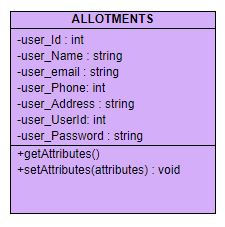 ALLOTMENTS
-user_Id : int
-user_Name : string
-user_email : string
-user_Phone: int
-user_Address : string
-user_UserId: int
-user_Password : string
+getAttributes()
+setAttributes(attributes) : void